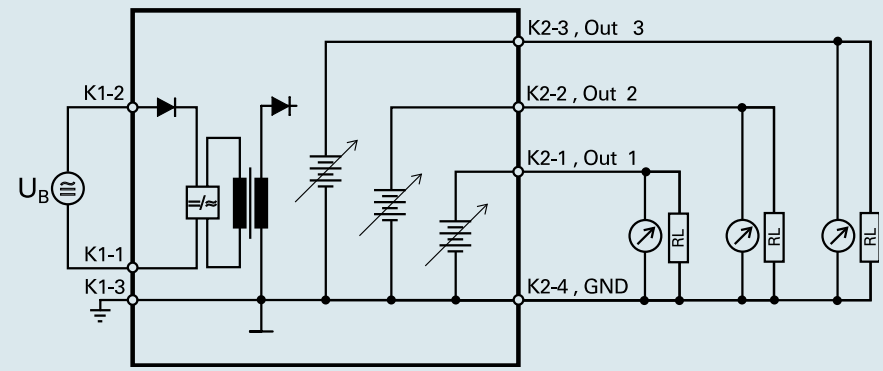 K2-3 , Out 3
K1-2
K2-2 , Out 2
K2-1 , Out 1
U_B
≅
=/≈
RL
RL
RL
K1-1
K1-3
K2-4 , GND